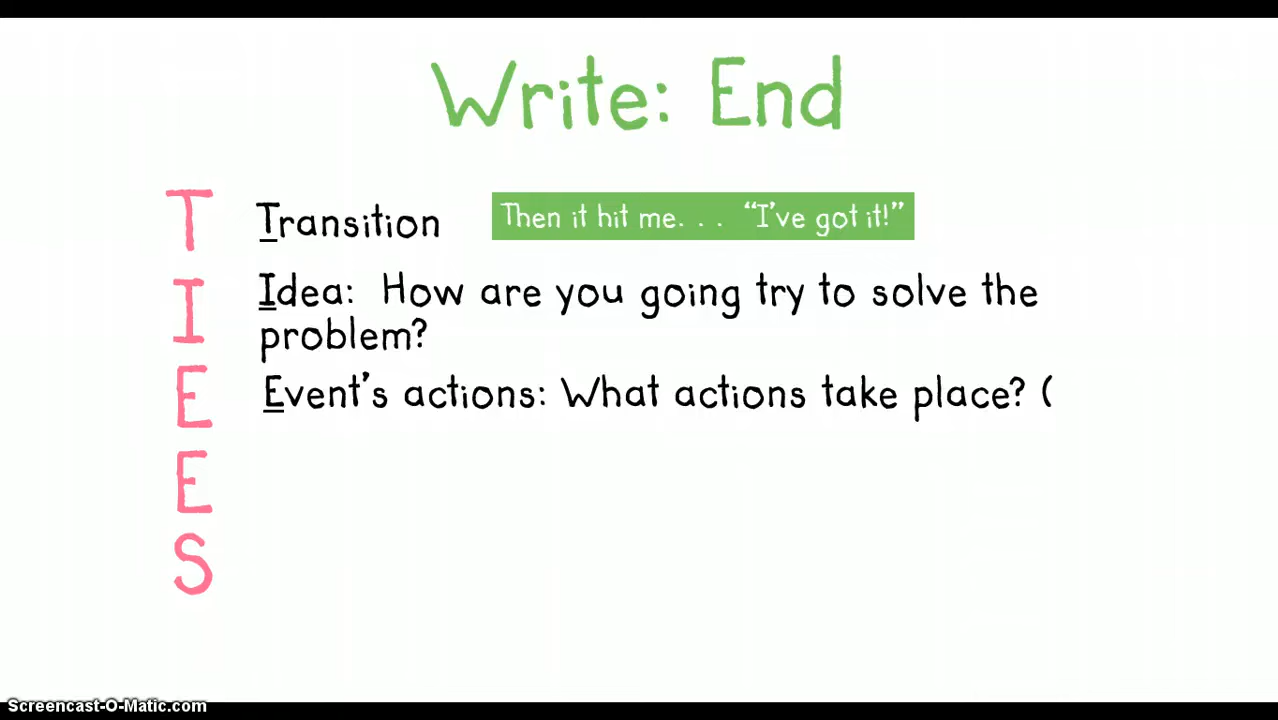 Write: End
T
Transition
Then it hit me. . . “I’ve got it!”
I
Idea: How are you going try to solve the
problem?
E
Event’s actions: What actions take place? (
E
S
Screencast-O-Matic.com